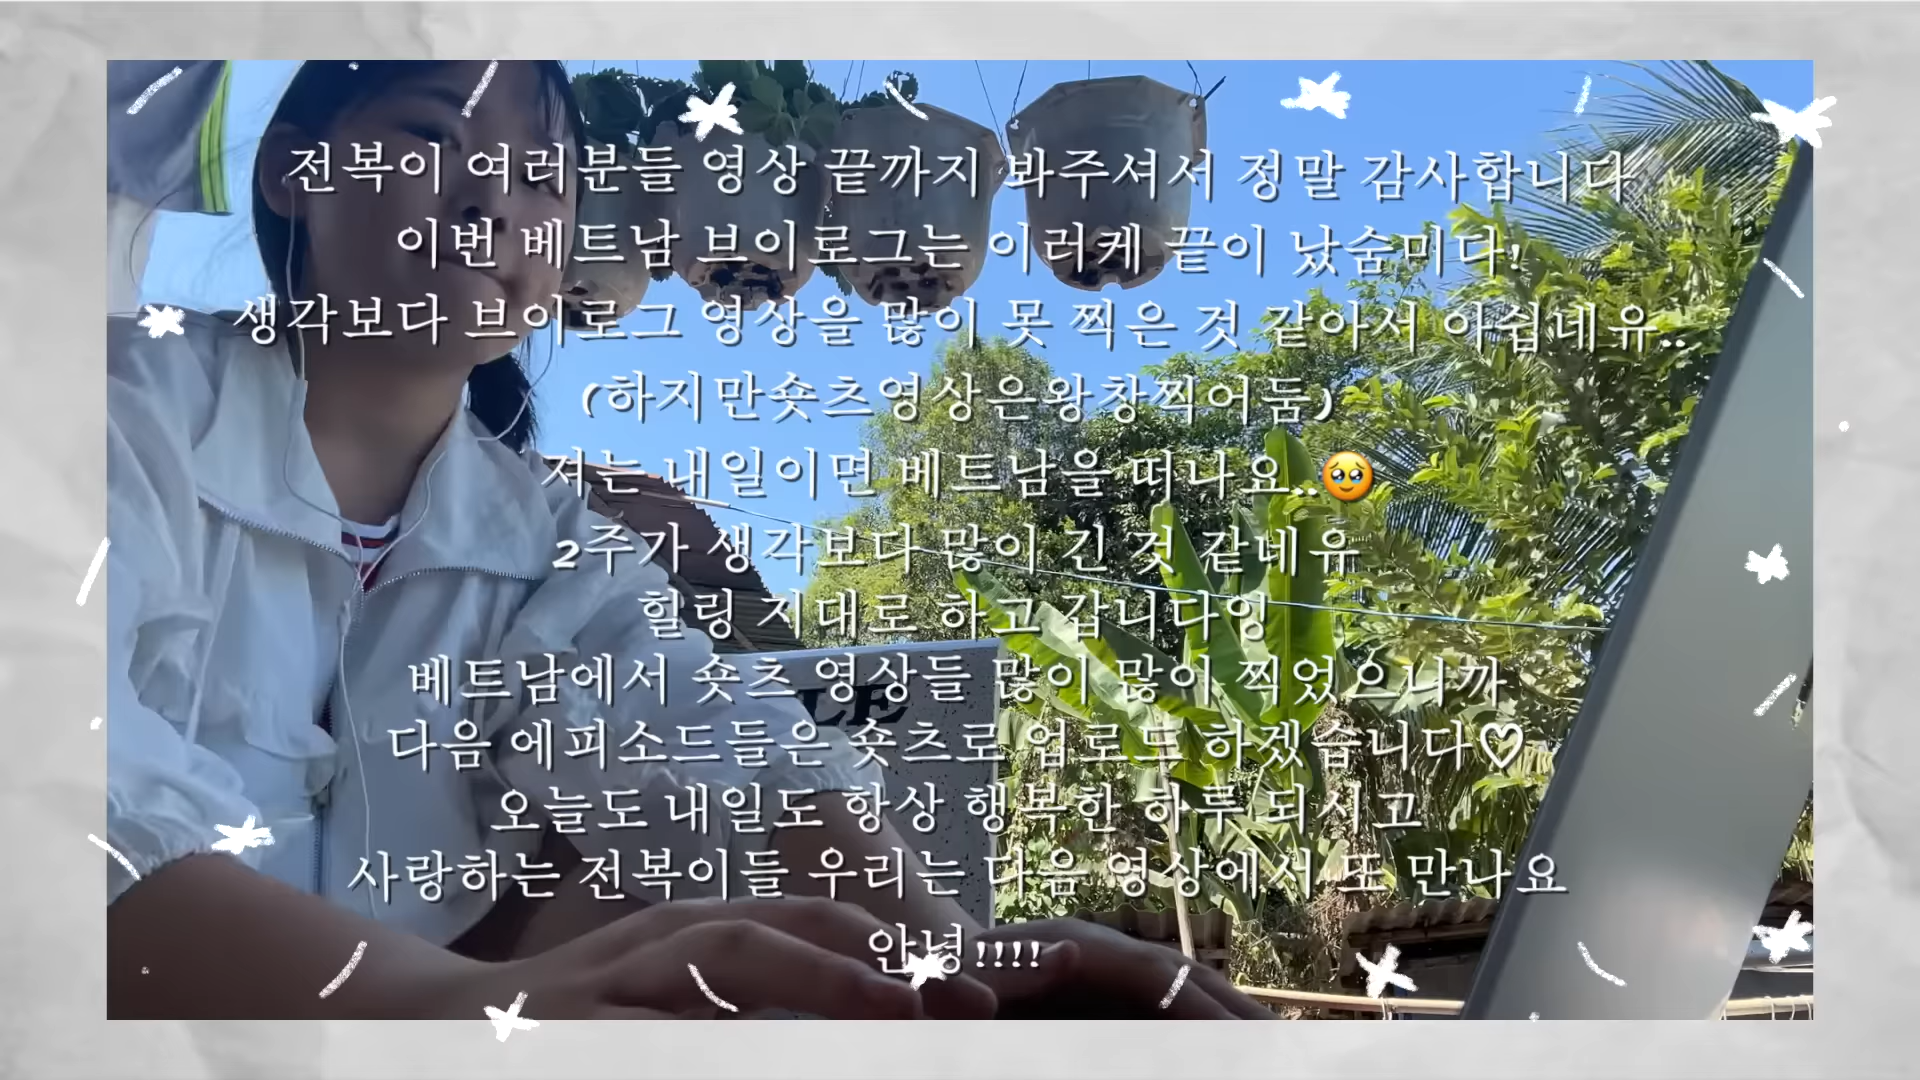 전복이 여러분들 영상 끝까지 봐주셔서 정말 감사합니다
이번 베트남 브이로그는 이러케 끝이 났숨미다!
생각보다 브이로그 영상을 많이 못 찍은 것 같아서 아쉽네유..
(하지만숏츠영상은왕창찍어둠)
저는 내일이면 베트남을 떠나요..🥹
2주가 생각보다 많이 긴 것 같네유
힐링 지대로 하고 갑니다잉
베트남에서 숏츠 영상들 많이 많이 찍었으니까
다음 에피소드들은 숏츠로 업로드 하겠습니다♡
오늘도 내일도 항상 행복한 하루 되시고
사랑하는 전복이들 우리는 다음 영상에서 또 만나요
안녕!!!!